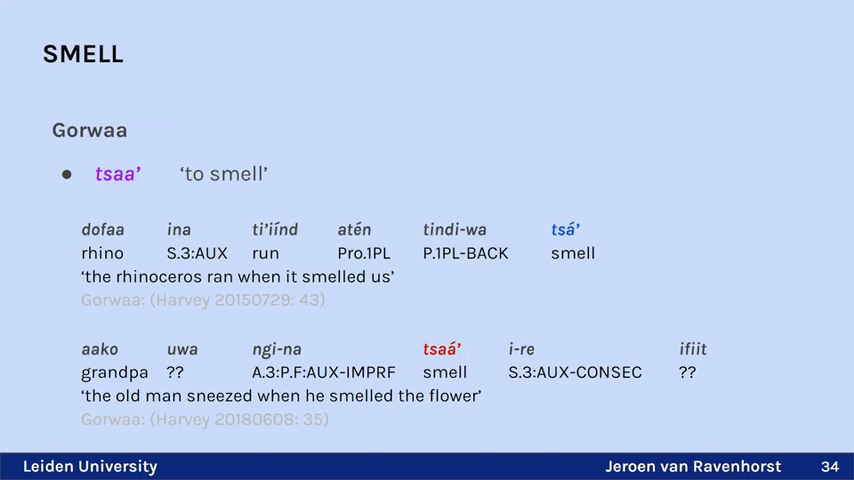 SMELL
Gorwaa
● tsaa’ ‘to smell’
dofaa ina ti’iínd atén tindi-wa tsá’
rhino S.3:AUX run Pro.1PL P.1PL-BACK smell
‘the rhinoceros ran when it smelled us’
Gorwaa: (Harvey 20150729: 43)
aako uwa ngi-na tsaá’ i-re ifiit
grandpa ?? A.3:P.F:AUX-IMPRF smell S.3:AUX-CONSEC ??
‘the old man sneezed when he smelled the flower’
Gorwaa: (Harvey 20180608: 35)
Leiden University Jeroen van Ravenhorst 34